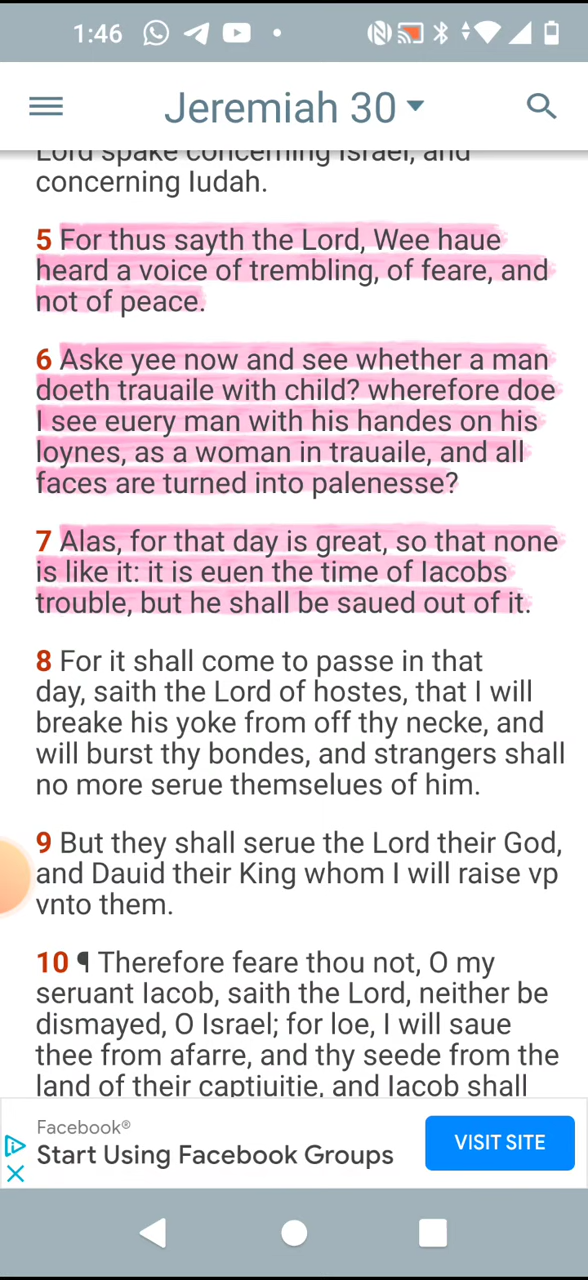 1:46
Jeremiah 30
Lord spake concerning Israel, and
concerning Iudah.
5 For thus sayth the Lord, Wee haue
heard a voice of trembling, of feare, and
not of peace.
6 Aske yee now and see whether a man
doeth trauaile with child? wherefore doe
I see euery man with his handes on his
loynes, as a woman in trauaile, and all
faces are turned into palenesse?
7 Alas, for that day is great, so that none
is like it: it is euen the time of Iacobs
trouble, but he shall be saued out of it.
8 For it shall come to passe in that
day, saith the Lord of hostes, that I will
breake his yoke from off thy necke, and
will burst thy bondes, and strangers shall
no more serue themselues of him.
9 But they shall serue the Lord their God,
and Dauid their King whom I will raise vp
vnto them.
10 ¶ Therefore feare thou not, O my
seruant Iacob, saith the Lord, neither be
dismayed, O Israel; for loe, I will saue
thee from afarre, and thy seede from the
land of their captiuitie, and Iacob shall
Facebook®
Start Using Facebook Groups
VISIT SITE